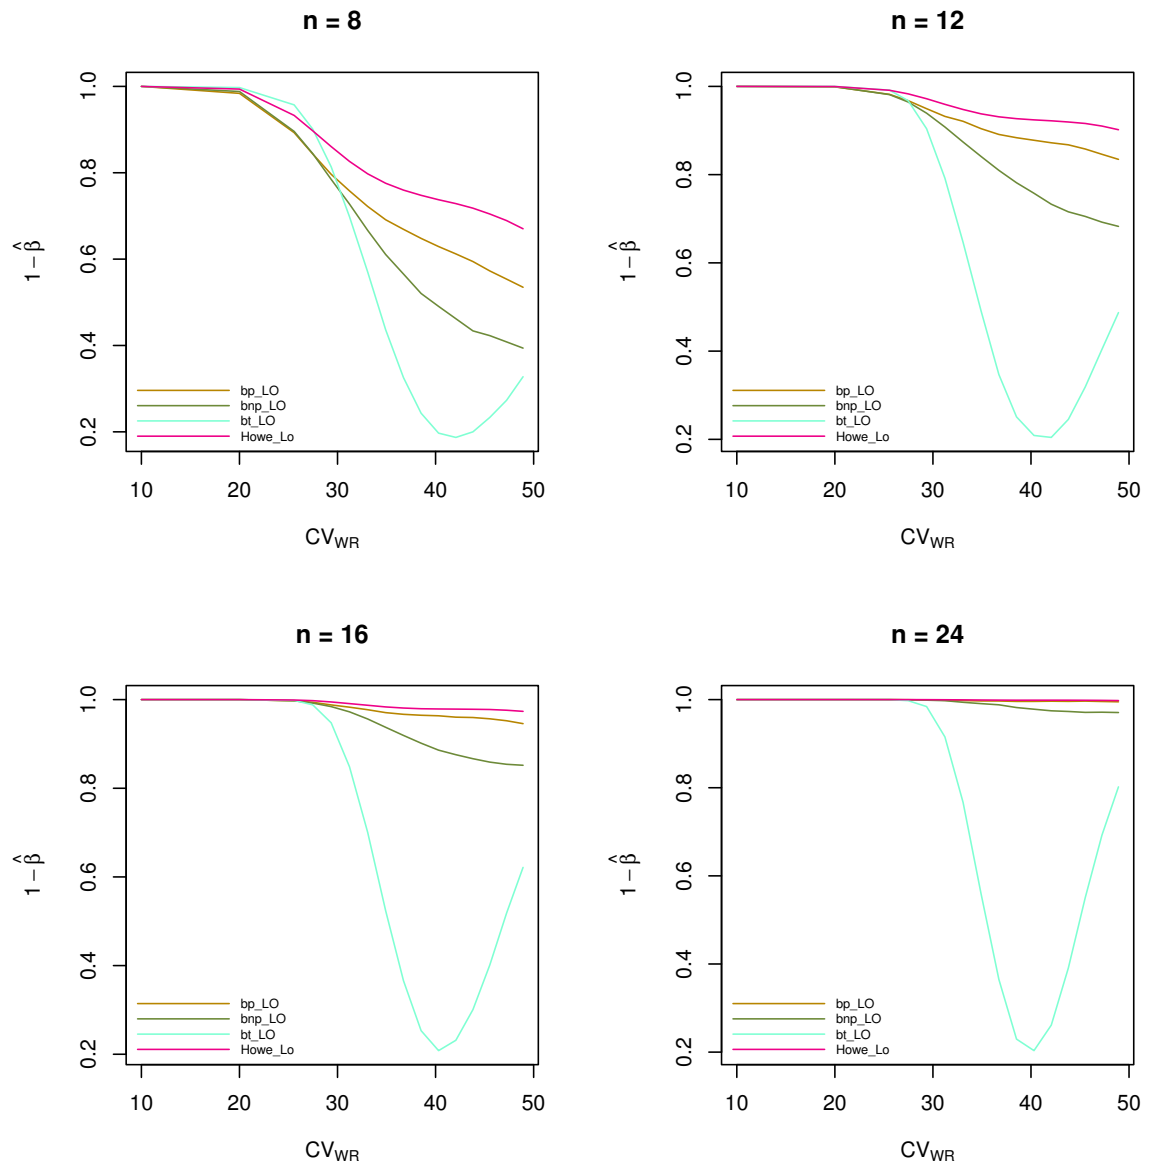 n = 8
1.0
0.8
0.6
0.4
0.2
1 − β̂
bp_LO
bnp_LO
bt_LO
Howe_Lo
10 20 30 40 50
CV_WR
n = 12
1.0
0.8
0.6
0.4
0.2
1 − β̂
bp_LO
bnp_LO
bt_LO
Howe_Lo
10 20 30 40 50
CV_WR
n = 16
1.0
0.8
0.6
0.4
0.2
1 − β̂
bp_LO
bnp_LO
bt_LO
Howe_Lo
10 20 30 40 50
CV_WR
n = 24
1.0
0.8
0.6
0.4
0.2
1 − β̂
bp_LO
bnp_LO
bt_LO
Howe_Lo
10 20 30 40 50
CV_WR